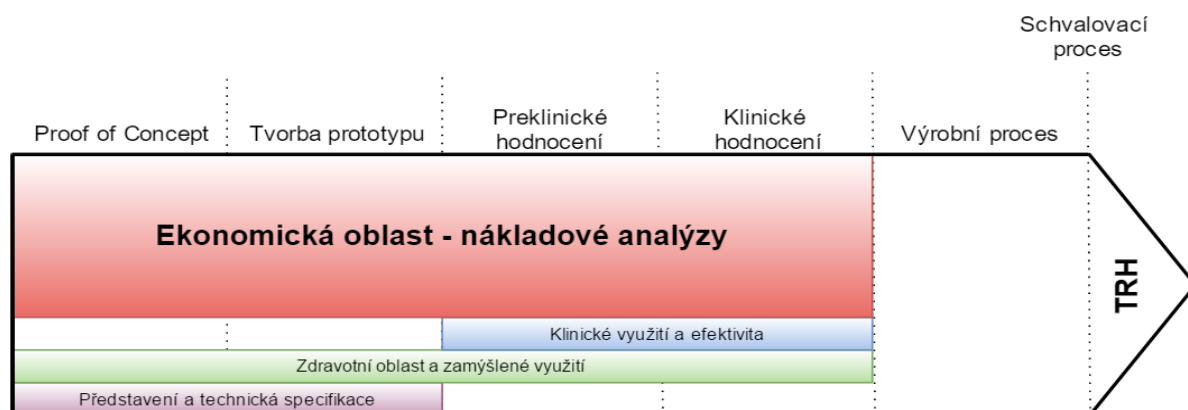 Schvalovací
proces
Proof of Concept
Tvorba prototypu
Preklinické
hodnocení
Klinické
hodnocení
Výrobní proces
Ekonomická oblast - nákladové analýzy
TRH
Klinické využití a efektivita
Zdravotní oblast a zamýšlené využití
Představení a technická specifikace